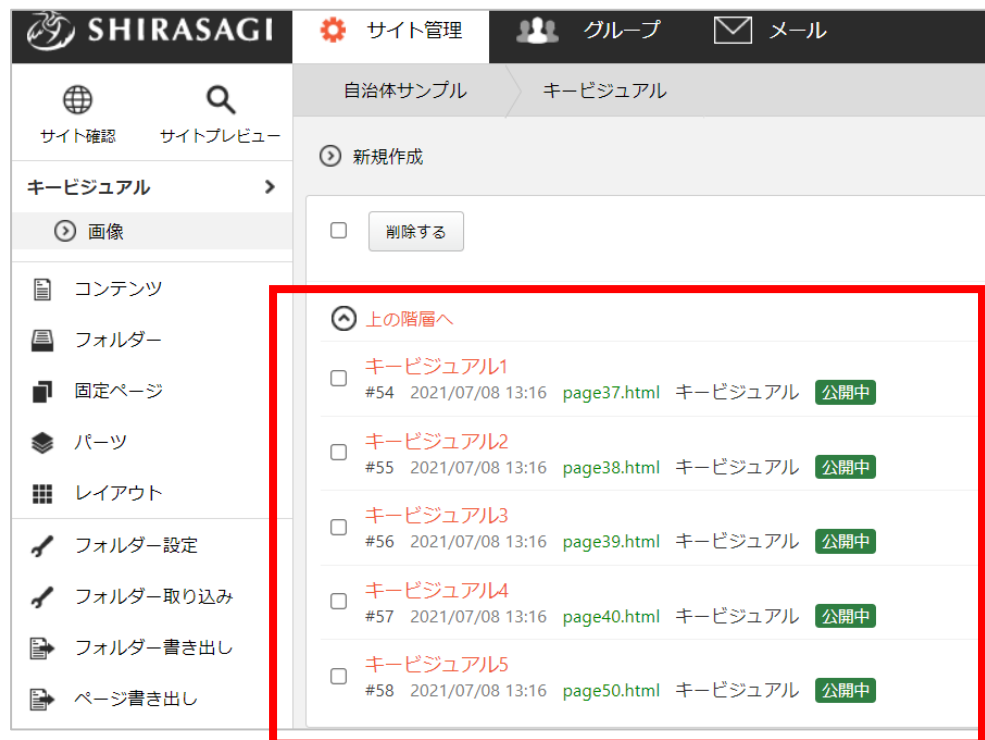 SHIRASAGI サイト管理 グループ メール
自治体サンプル キービジュアル
サイト確認 サイトプレビュー
新規作成
キービジュアル
画像
削除する
コンテンツ
フォルダー
固定ページ
パーツ
レイアウト
フォルダー設定
フォルダー取り込み
フォルダー書き出し
ページ書き出し
上の階層へ
キービジュアル1
#54 2021/07/08 13:16 page37.html キービジュアル 公開中
キービジュアル2
#55 2021/07/08 13:16 page38.html キービジュアル 公開中
キービジュアル3
#56 2021/07/08 13:16 page39.html キービジュアル 公開中
キービジュアル4
#57 2021/07/08 13:16 page40.html キービジュアル 公開中
キービジュアル5
#58 2021/07/08 13:16 page50.html キービジュアル 公開中